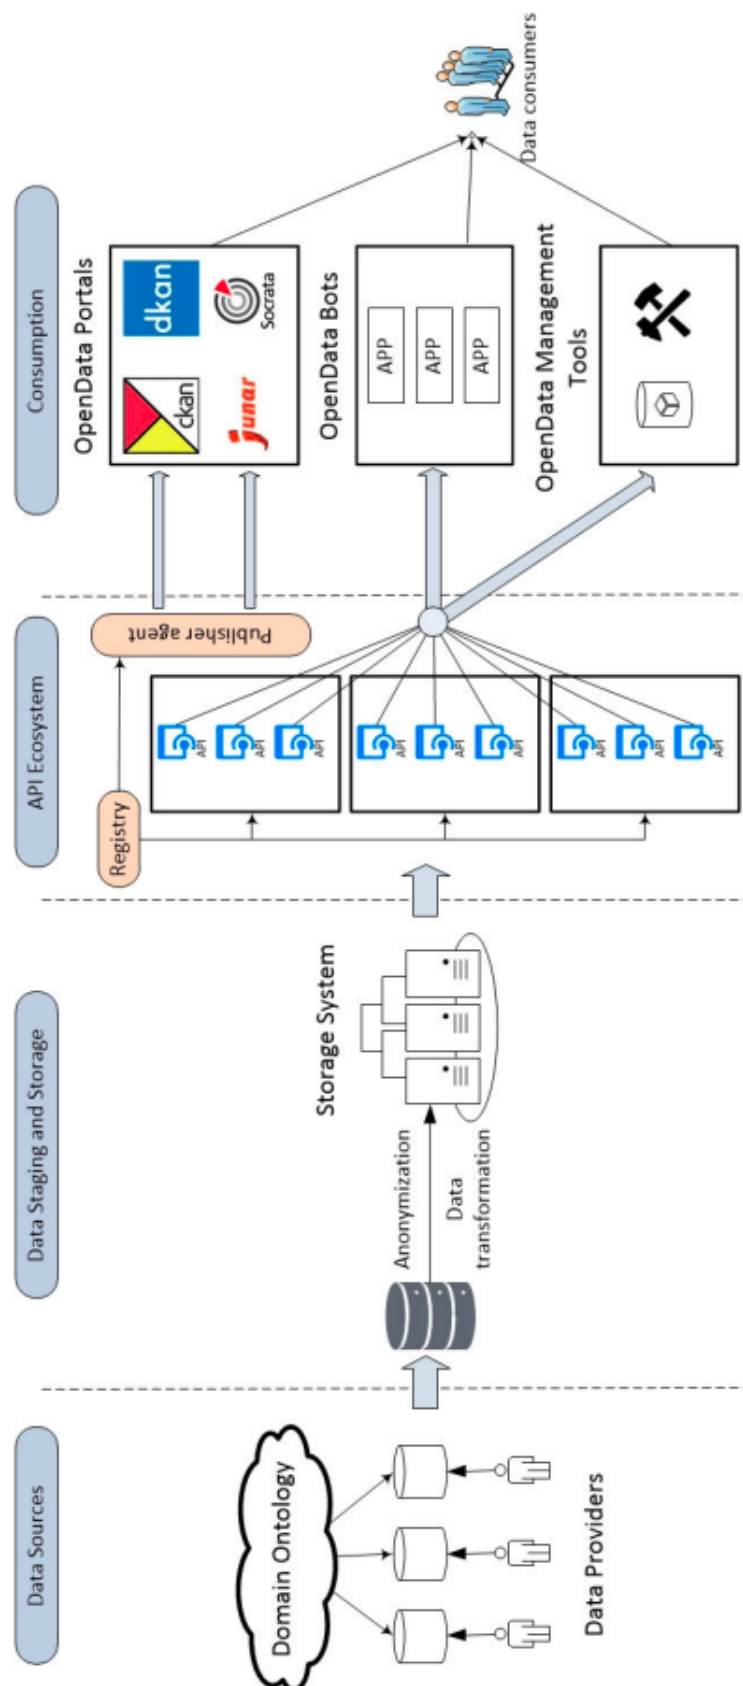 Data Sources
Data Staging and Storage
API Ecosystem
Consumption
Domain Ontology
Data Providers
Anonymization
Data
transformation
Storage System
Registry
Publisher agent
API
API
API
API
API
API
API
API
API
OpenData Portals
ckan
dkan
junar
Socrata
OpenData Bots
APP
APP
APP
OpenData Management
Tools
Data consumers